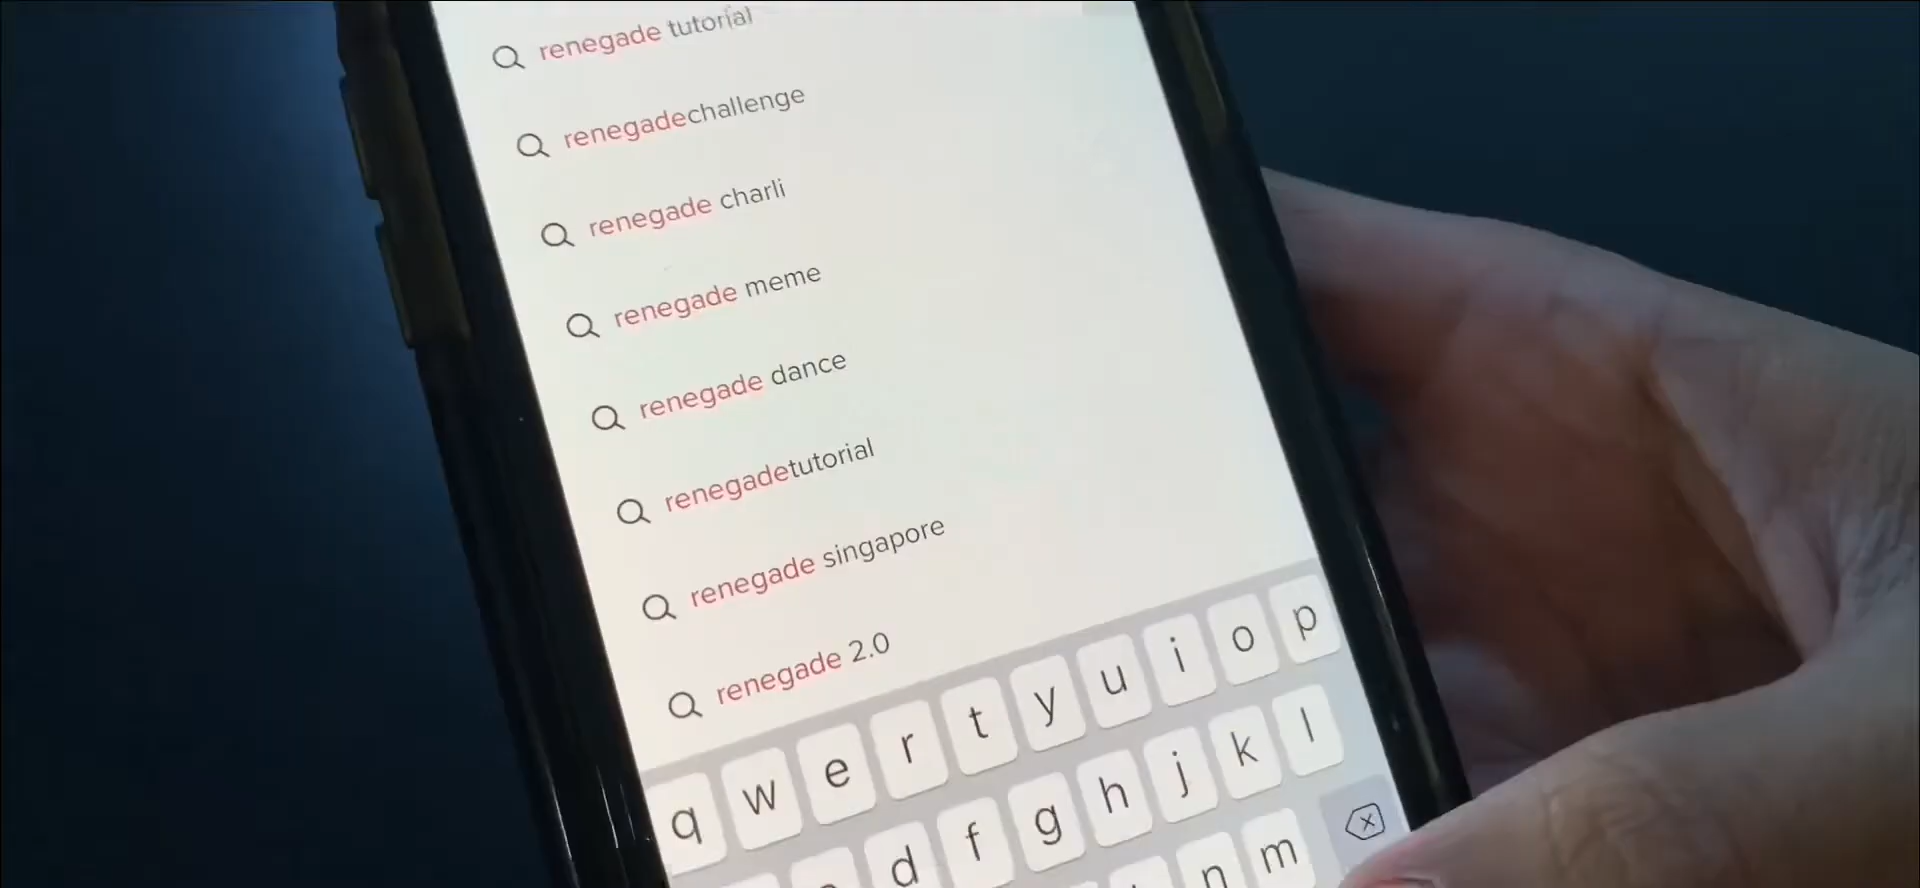 renegade tutorial
renegadechallenge
renegade charli
renegade meme
renegade dance
renegadetutorial
renegade singapore
renegade 2.0
q w e r t y u i o p
d f g h j k l
n m